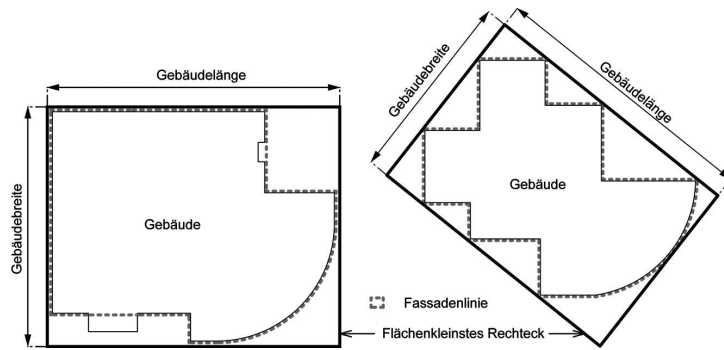 Gebäudelänge
Gebäudebreite
Gebäude
Gebäudebreite
Gebäudelänge
Gebäude
Fassadenlinie
Flächenkleinstes Rechteck